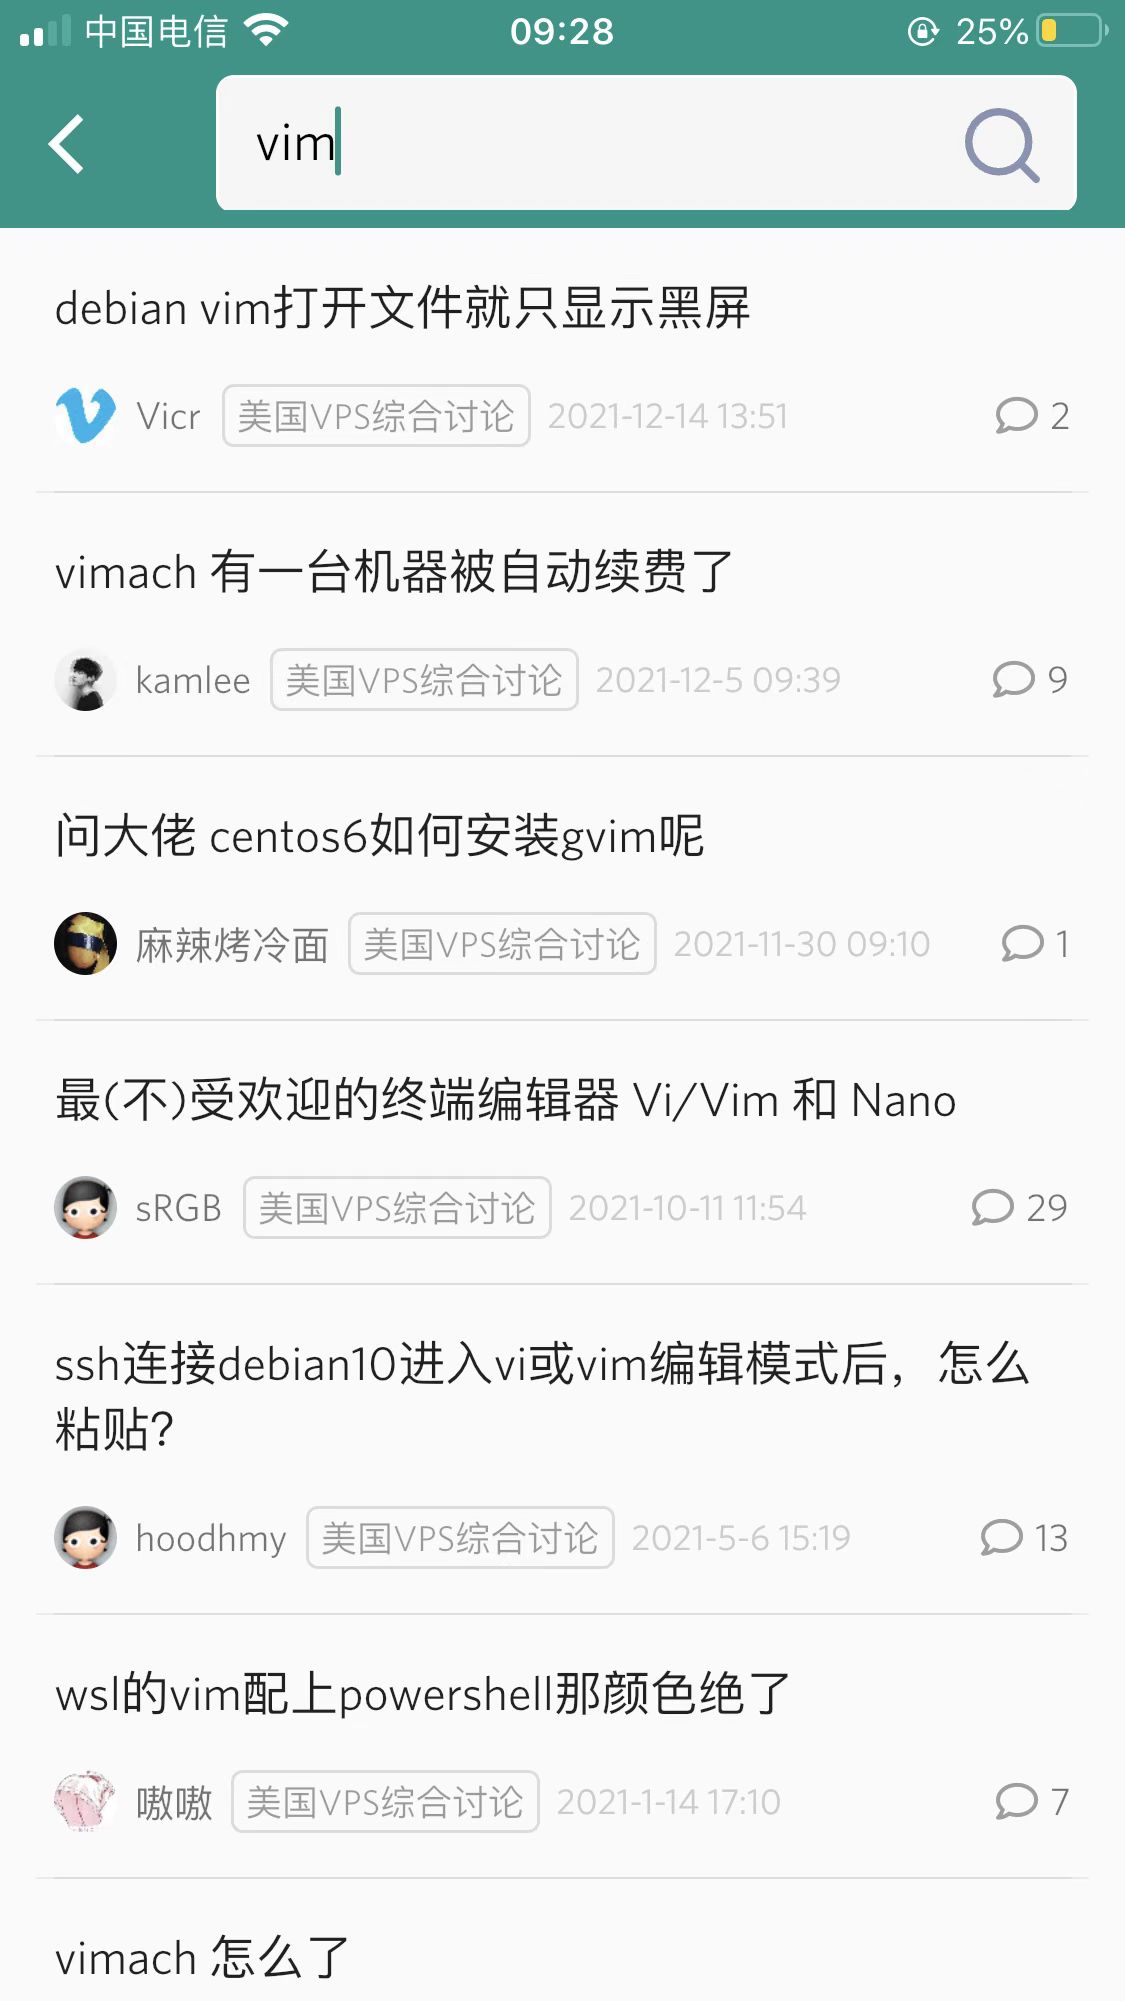 中国电信 09:28 25%
vim
debian vim打开文件就只显示黑屏
Vicr 美国VPS综合讨论 2021-12-14 13:51 2
vimach 有一台机器被自动续费了
kamlee 美国VPS综合讨论 2021-12-5 09:39 9
问大佬 centos6如何安装gvim呢
麻辣烤冷面 美国VPS综合讨论 2021-11-30 09:10 1
最(不)受欢迎的终端编辑器 Vi/Vim 和 Nano
sRGB 美国VPS综合讨论 2021-10-11 11:54 29
ssh连接debian10进入vi或vim编辑模式后，怎么
粘贴？
hoodhmy 美国VPS综合讨论 2021-5-6 15:19 13
wsl的vim配上powershell那颜色绝了
嗷嗷 美国VPS综合讨论 2021-1-14 17:10 7
vimach 怎么了